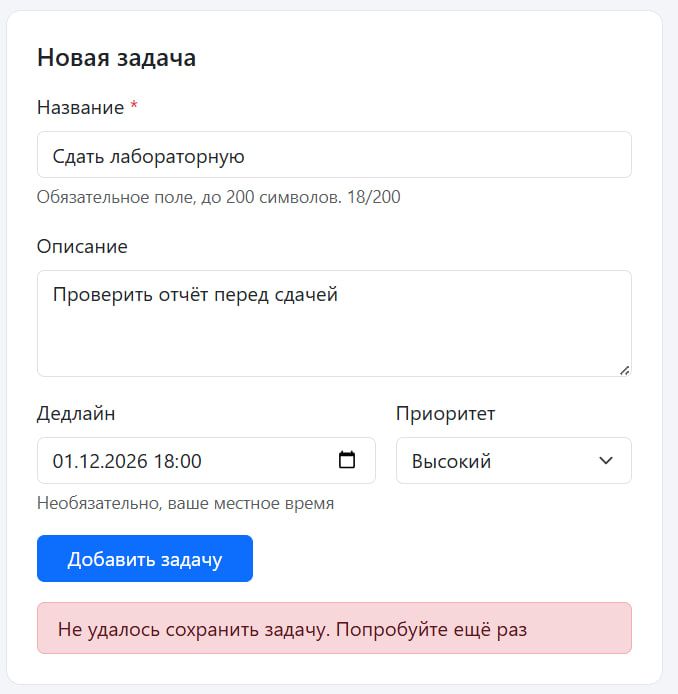 Новая задача
Название *
Сдать лабораторную
Обязательное поле, до 200 символов. 18/200
Описание
Проверить отчёт перед сдачей
Дедлайн
Приоритет
01.12.2026 18:00
Высокий
Необязательно, ваше местное время
Добавить задачу
Не удалось сохранить задачу. Попробуйте ещё раз